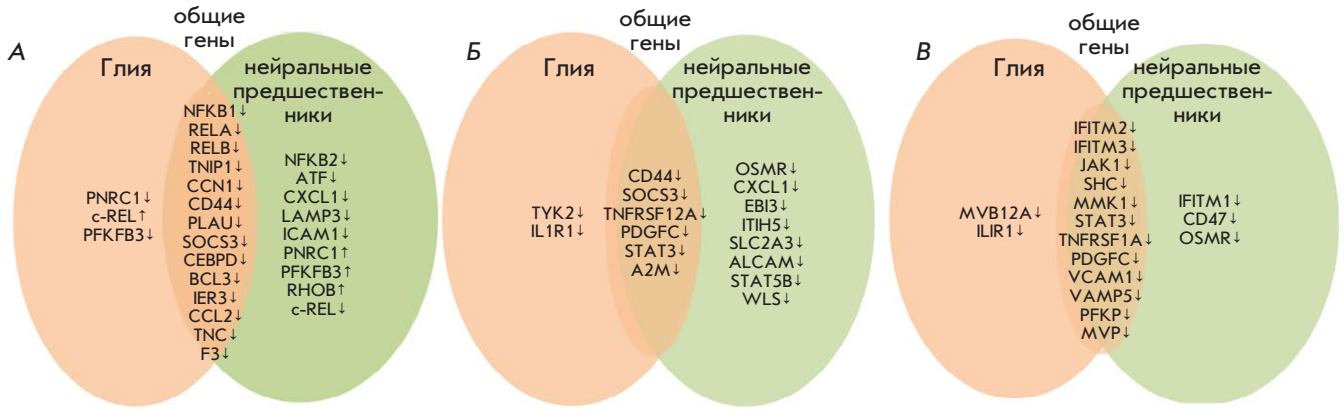 А
общие
гены
Глия
нейральные
предшествен-
ники
PNRC1↓
c-REL↑
PFKFB3↓
NFKB1↓
RELA↓
RELB↓
TNIP1↓
CCN1↓
CD44↓
PLAU↓
SOCS3↓
CEBPD↓
BCL3↓
IER3↓
CCL2↓
TNC↓
F3↓
NFKB2↓
ATF↓
CXCL1↓
LAMP3↓
ICAM1↓
PNRC1↑
PFKFB3↑
RHOB↑
c-REL↓
Б
общие
гены
Глия
нейральные
предшествен-
ники
TYK2↓
IL1R1↓
CD44↓
SOCS3↓
TNFRSF12A↓
PDGFC↓
STAT3↓
A2M↓
OSMR↓
CXCL1↓
EBI3↓
ITIH5↓
SLC2A3↓
ALCAM↓
STAT5B↓
WLS↓
В
общие
гены
Глия
нейральные
предшествен-
ники
MVB12A↓
ILIR1↓
IFITM2↓
IFITM3↓
JAK1↓
SHC↓
MMK1↓
STAT3↓
TNFRSF1A↓
PDGFC↓
VCAM1↓
VAMP5↓
PFKP↓
MVP↓
IFITM1↓
CD47↓
OSMR↓